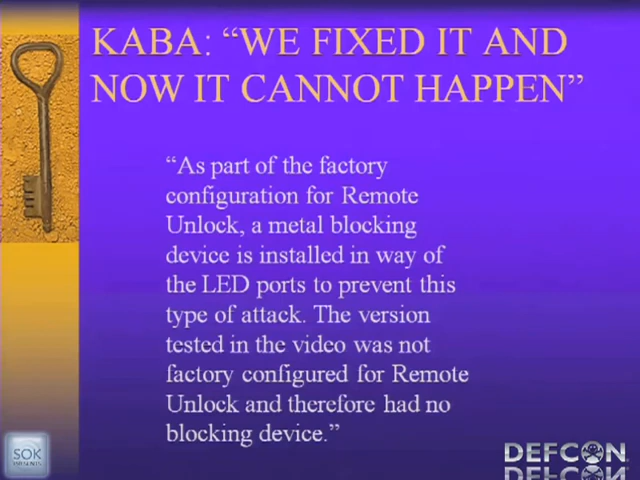 KABA: “WE FIXED IT AND
NOW IT CANNOT HAPPEN”
“As part of the factory
configuration for Remote
Unlock, a metal blocking
device is installed in way of
the LED ports to prevent this
type of attack. The version
tested in the video was not
factory configured for Remote
Unlock and therefore had no
blocking device.”
SOK
PRESENTS
DEFCON